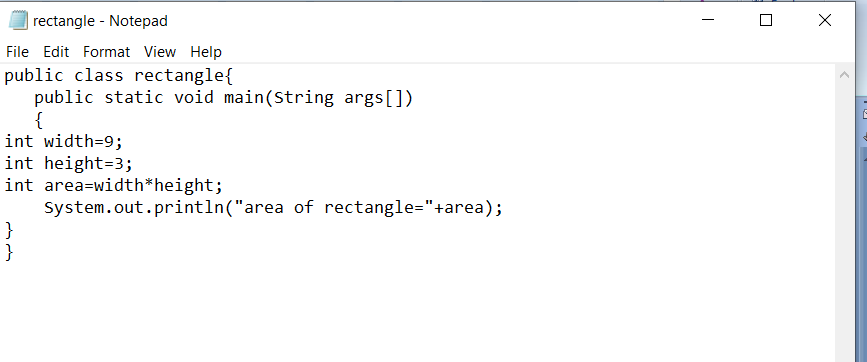 rectangle - Notepad
File Edit Format View Help
public class rectangle{
   public static void main(String args[])
   {
int width=9;
int height=3;
int area=width*height;
    System.out.println("area of rectangle="+area);
}
}